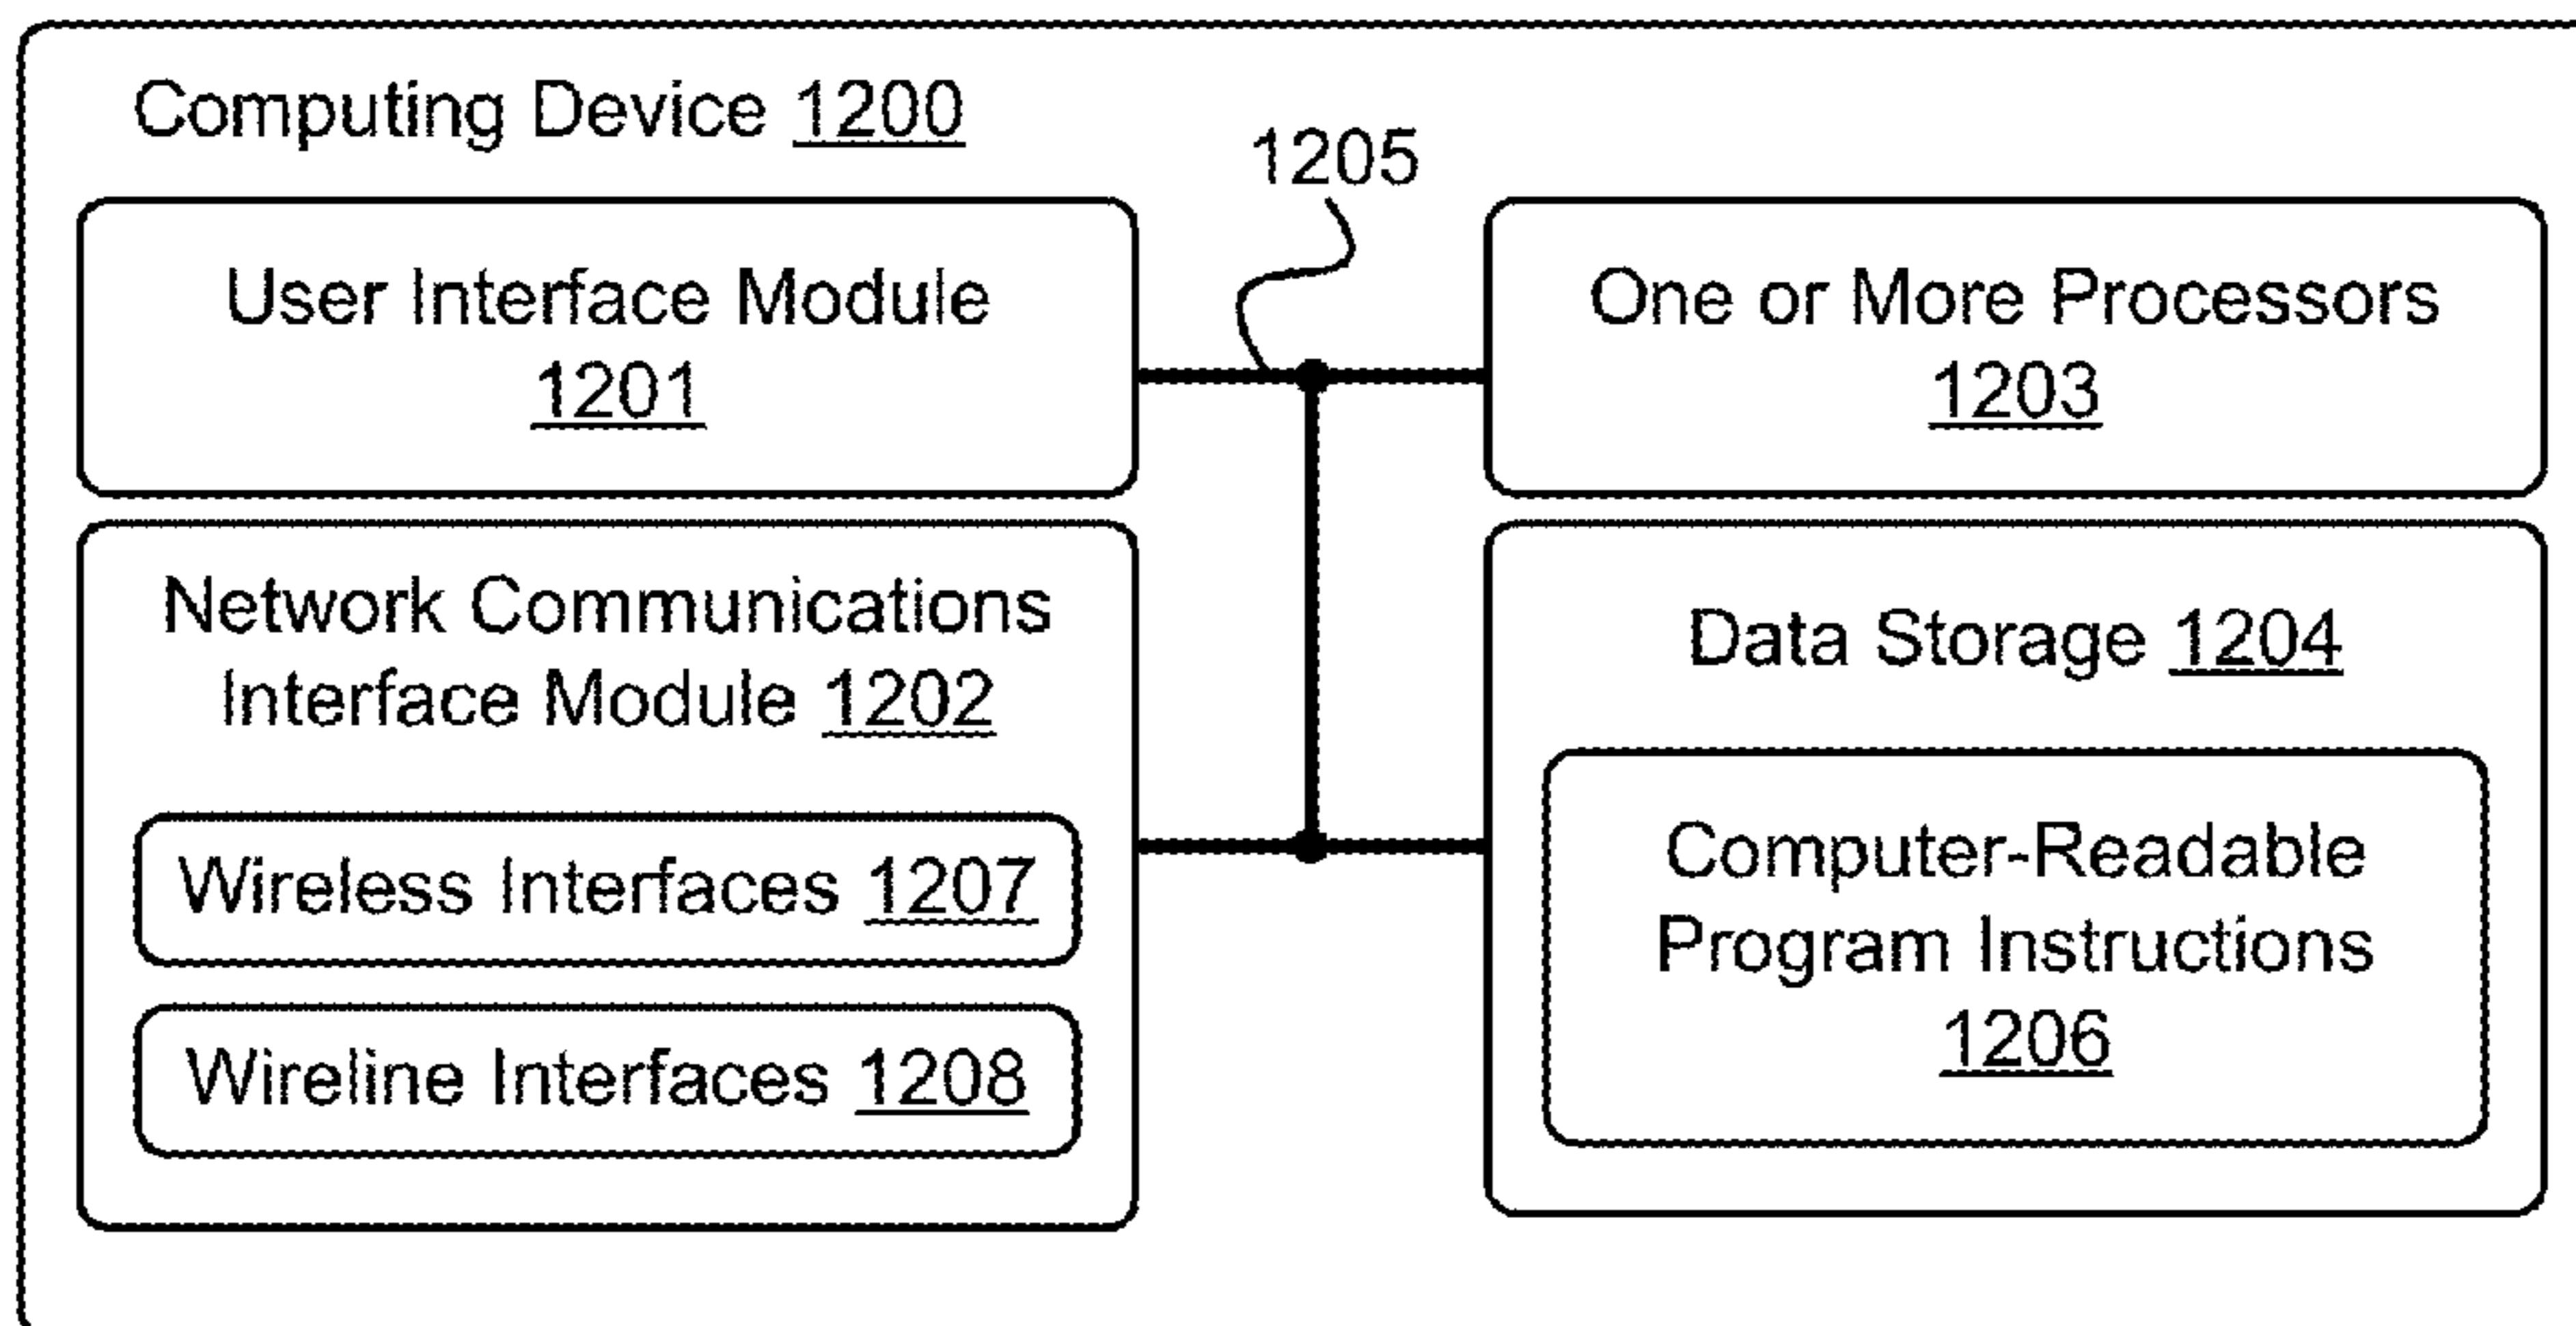 Computing Device 1200
1205
User Interface Module
1201
One or More Processors
1203
Network Communications
Interface Module 1202
Wireless Interfaces 1207
Wireline Interfaces 1208
Data Storage 1204
Computer-Readable
Program Instructions
1206